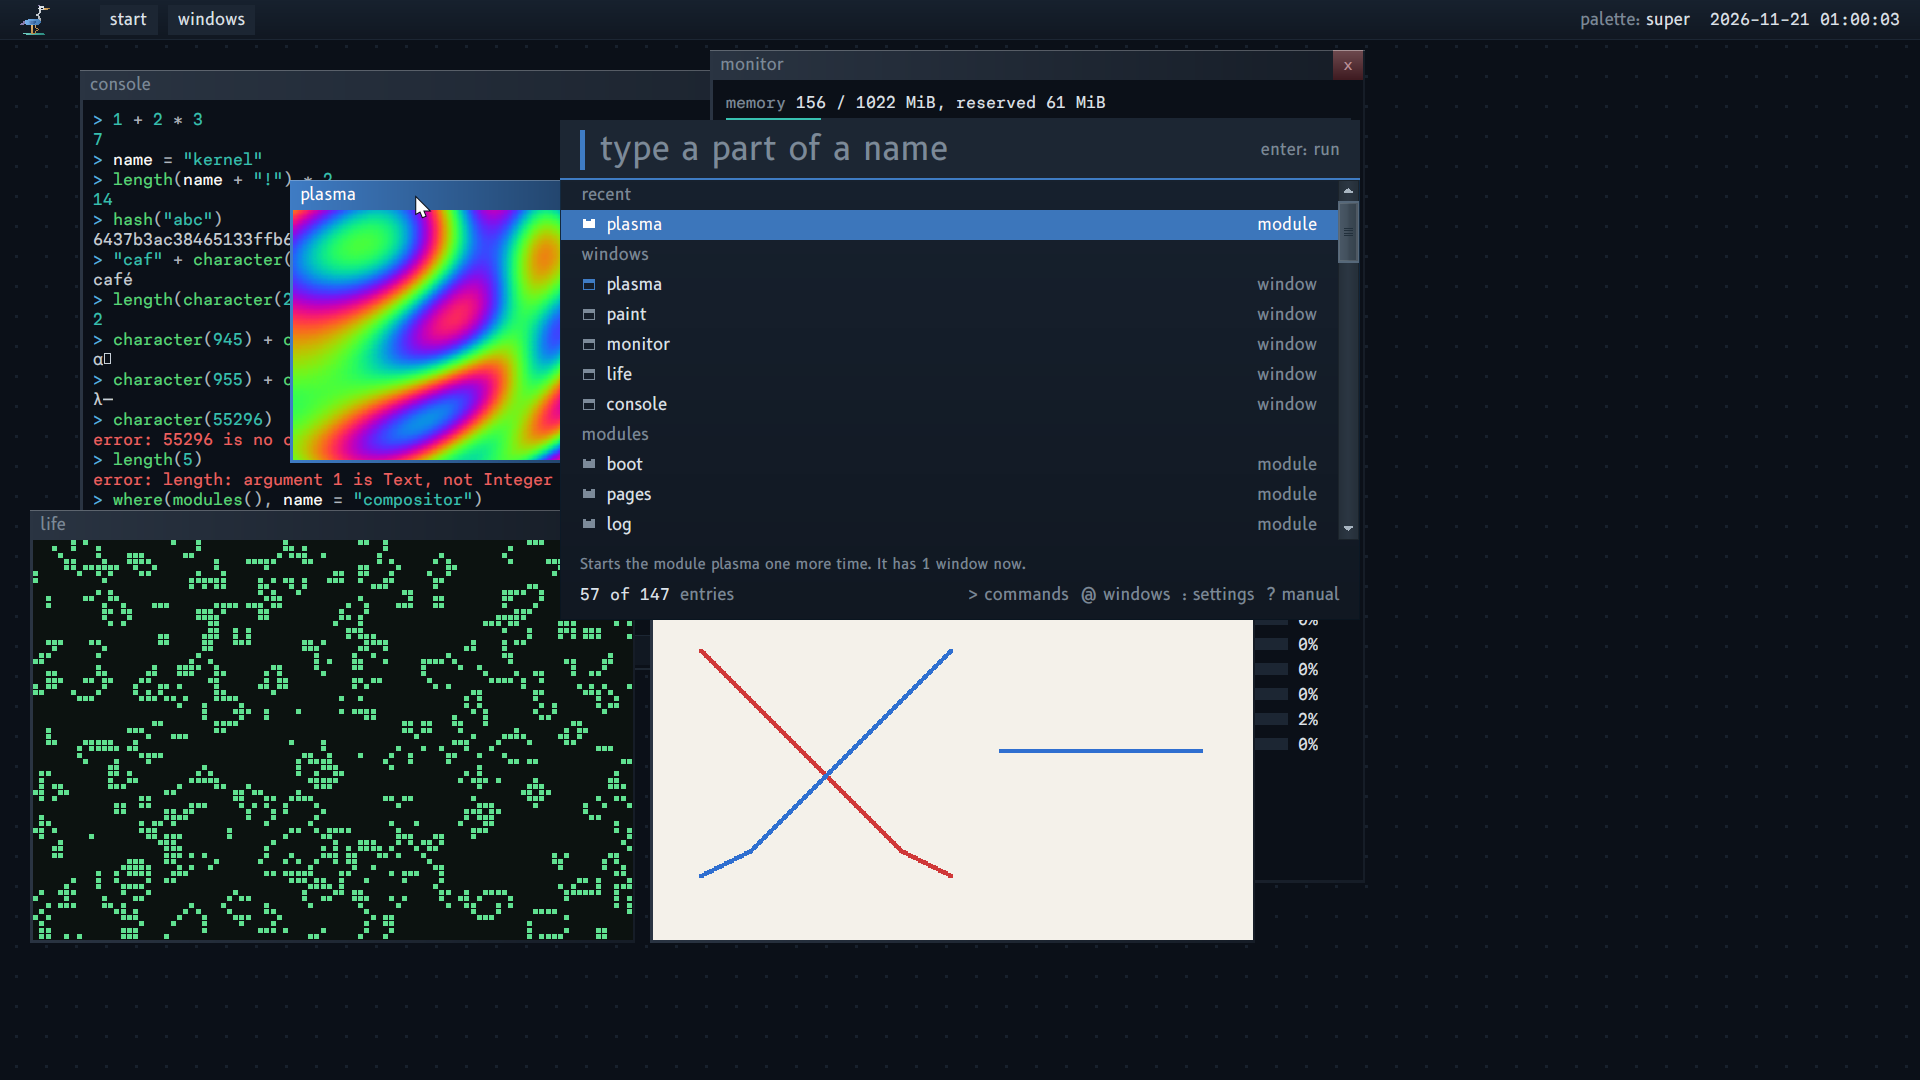 start windows palette: super 2026-11-21 01:00:03
monitor x
memory 156 / 1022 MiB, reserved 61 MiB
console
> 1 + 2 * 3
7
> name = "kernel"
> length(name + "!") * 2
14
> hash("abc")
6437b3ac38465133ffb6
> "caf" + character(
café
> length(character(2
2
> character(945) + c
α
> character(955) + c
λ—
> character(55296)
error: 55296 is no c
> length(5)
error: length: argument 1 is Text, not Integer
> where(modules(), name = "compositor")
plasma
type a part of a name enter: run
recent
plasma module
windows
plasma window
paint window
monitor window
life window
console window
modules
boot module
pages module
log module
Starts the module plasma one more time. It has 1 window now.
57 of 147 entries > commands @ windows : settings ? manual
life
0%
0%
0%
0%
2%
0%